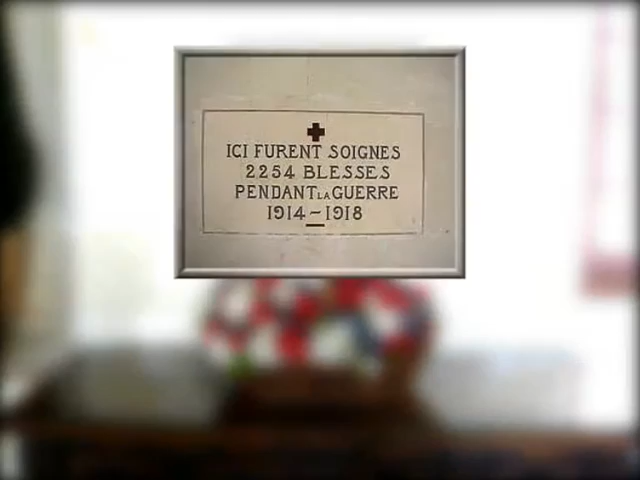 ICI FURENT SOIGNES
2254 BLESSES
PENDANT LA GUERRE
1914~1918